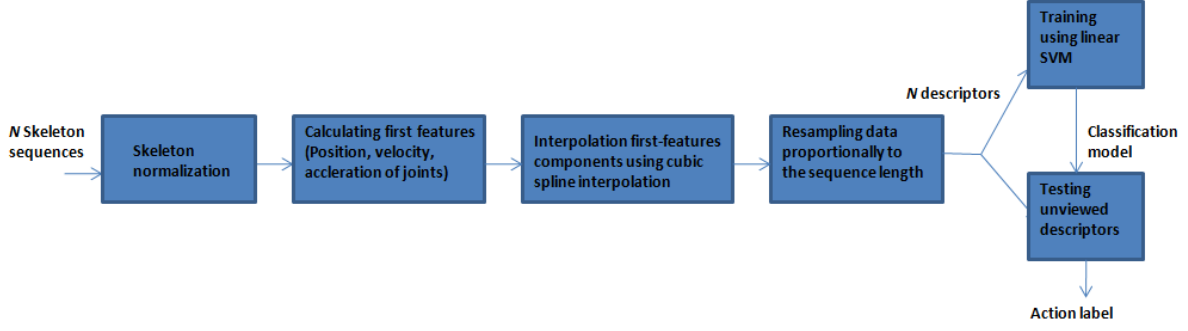 N Skeleton
sequences
Skeleton
normalization
Calculating first features
(Position, velocity,
accleration of joints)
Interpolation first-features
components using cubic
spline interpolation
Resampling data
proportionally to
the sequence length
N descriptors
Training
using linear
SVM
Classification
model
Testing
unviewed
descriptors
Action label